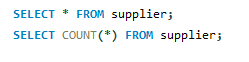 SELECT * FROM supplier;
SELECT COUNT(*) FROM supplier;